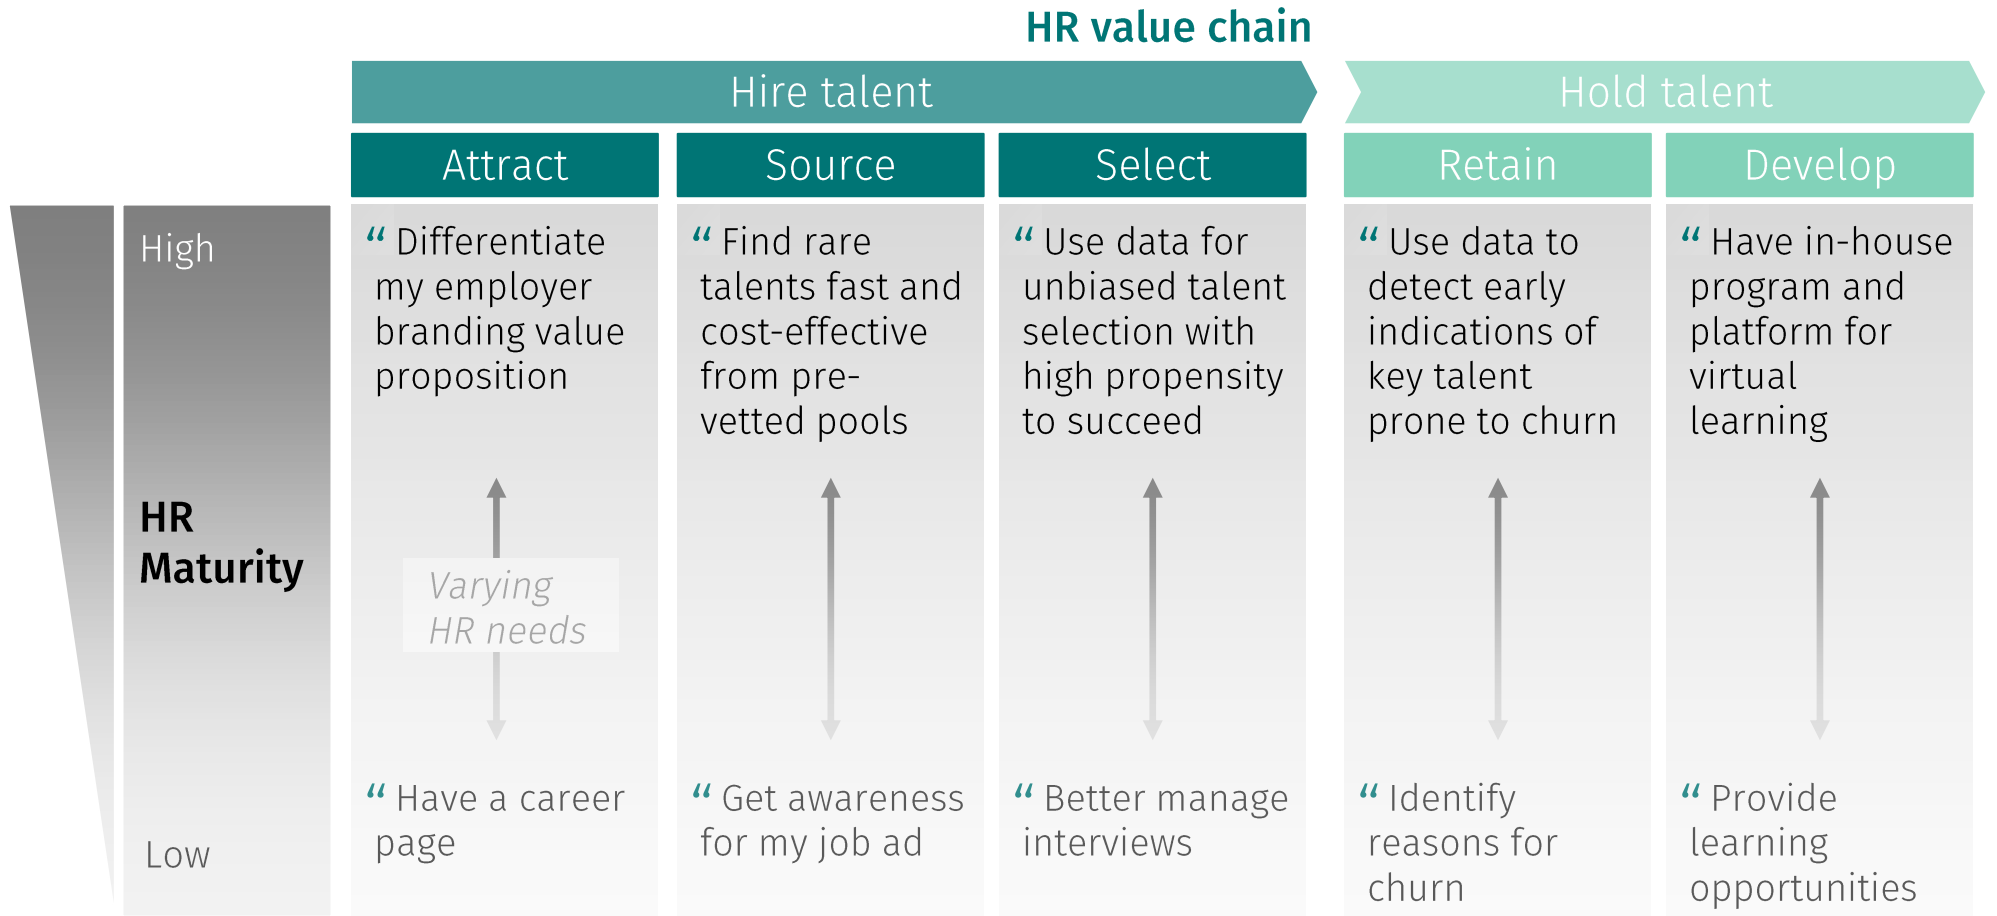 HR value chain
Hire talent
Hold talent
Attract
Source
Select
Retain
Develop
High
HR
Maturity
Low
“ Differentiate
my employer
branding value
proposition
“ Find rare
talents fast and
cost-effective
from pre-
vetted pools
“ Use data for
unbiased talent
selection with
high propensity
to succeed
“ Use data to
detect early
indications of
key talent
prone to churn
“ Have in-house
program and
platform for
virtual
learning
Varying
HR needs
“ Have a career
page
“ Get awareness
for my job ad
“ Better manage
interviews
“ Identify
reasons for
churn
“ Provide
learning
opportunities